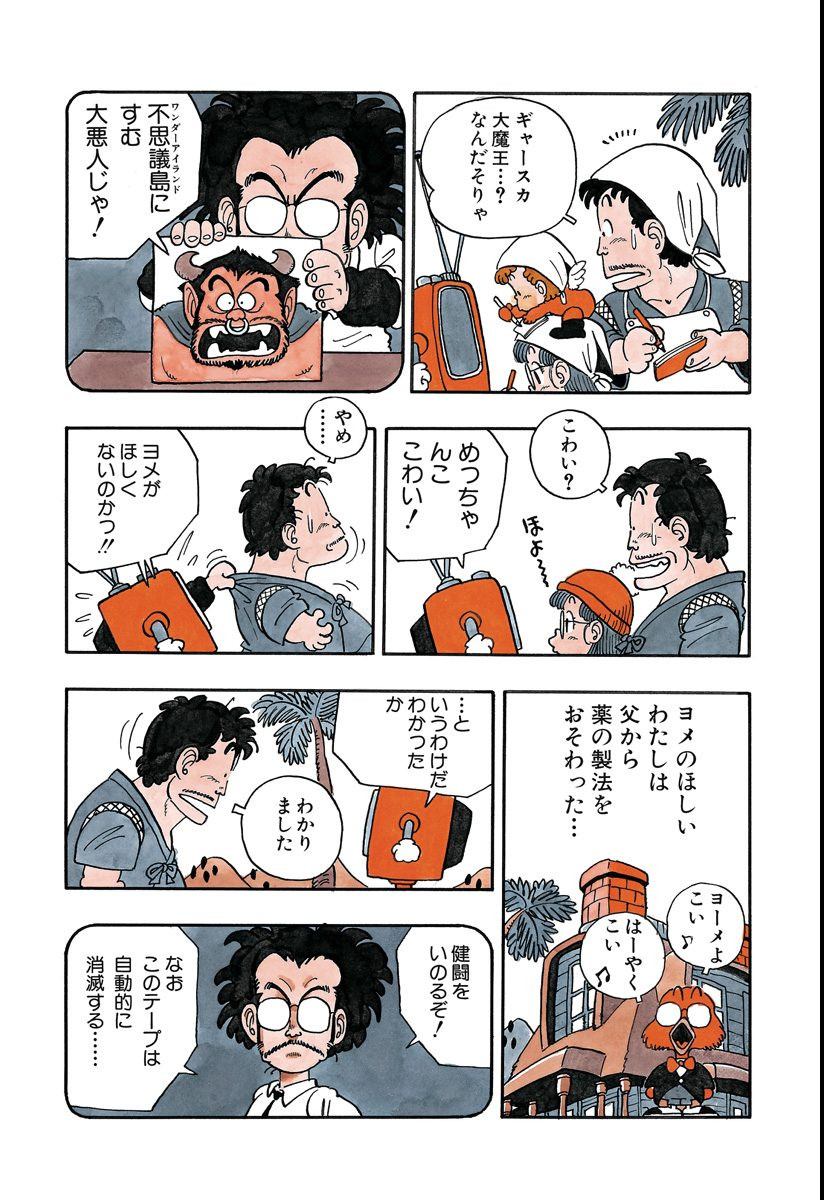 ギャースカ
大魔王…?
なんだそりゃ
不思議島に
ワンダーアイランド
すむ
大悪人じゃ!
こわい?
ほよ〜〜
めっちゃ
んこ
こわい!
やめ
……
ヨメが
ほしく
ないのかっ!!
ヨメのほしい
わたしは
父から
薬の製法を
おそわった…
ヨーメよ
こい♪
はーやく
こい♪
…と
いうわけだ
わかった
か
わかり
ました
健闘を
いのるぞ!
なお
このテープは
自動的に
消滅する……